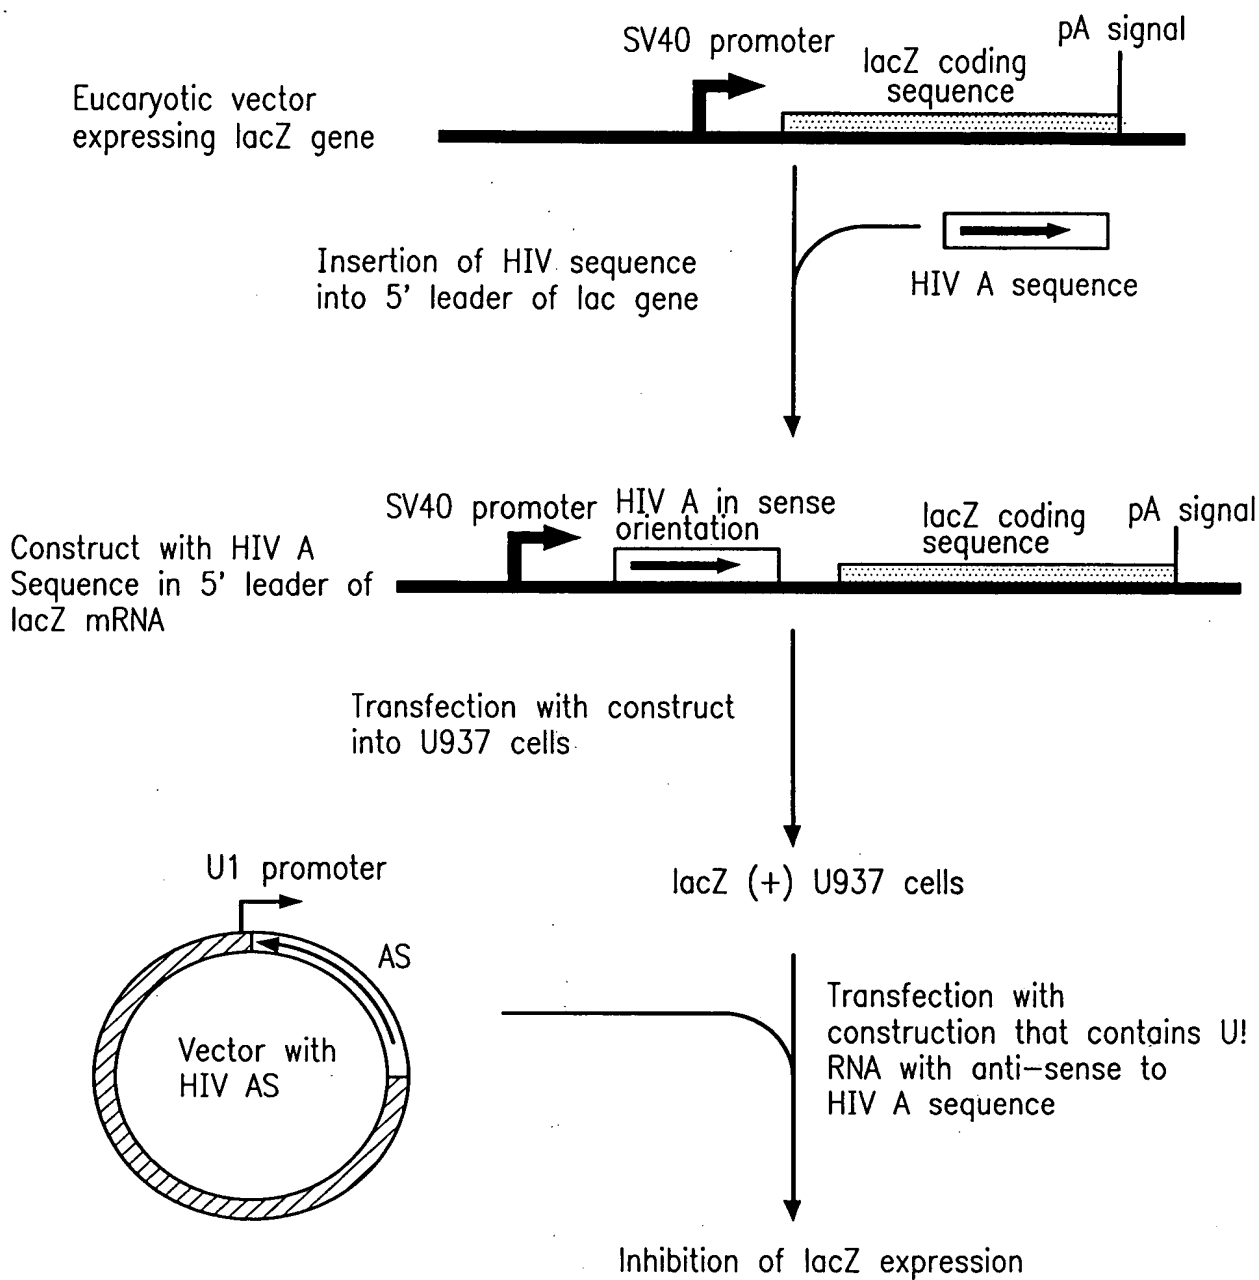 SV40 promoter
pA signal
lacZ coding
sequence
Eucaryotic vector
expressing lacZ gene
Insertion of HIV sequence
into 5' leader of lac gene
HIV A sequence
SV40 promoter
HIV A in sense
orientation
lacZ coding
sequence
pA signal
Construct with HIV A
Sequence in 5' leader of
lacZ mRNA
Transfection with construct
into U937 cells
U1 promoter
lacZ (+) U937 cells
AS
Vector with
HIV AS
Transfection with
construction that contains U!
RNA with anti-sense to
HIV A sequence
Inhibition of lacZ expression